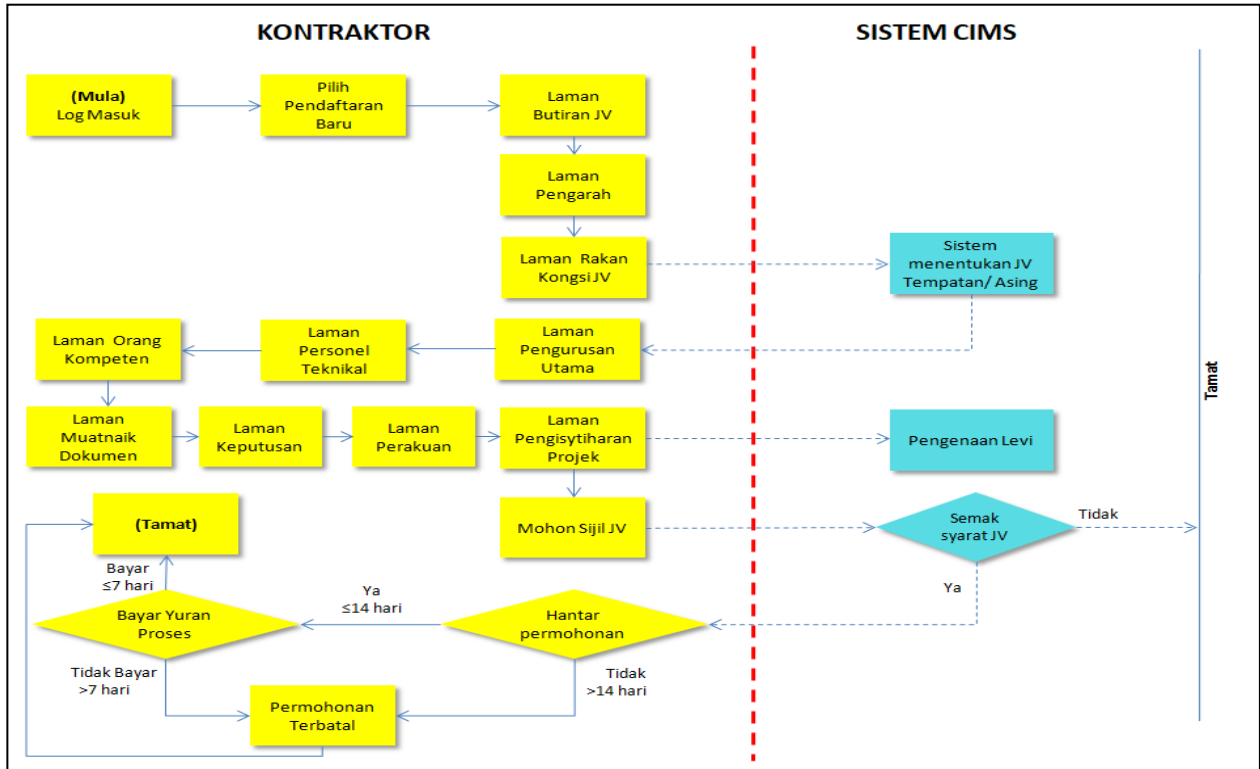 KONTRAKTOR
SISTEM CIMS
(Mula)
Log Masuk
Pilih
Pendaftaran
Baru
Laman
Butiran JV
Laman
Pengarah
Laman Rakan
Kongsi JV
Sistem
menentukan JV
Tempatan/ Asing
Laman Orang
Kompeten
Laman
Personel
Teknikal
Laman
Pengurusan
Utama
Tamat
Laman
Muatnaik
Dokumen
Laman
Keputusan
Laman
Perakuan
Laman
Pengisytiharan
Projek
Pengenaan Levi
(Tamat)
Mohon Sijil JV
Semak
syarat JV
Tidak
Bayar
≤7 hari
Ya
≤14 hari
Ya
Bayar Yuran
Proses
Hantar
permohonan
Tidak Bayar
>7 hari
Tidak
>14 hari
Permohonan
Terbatal